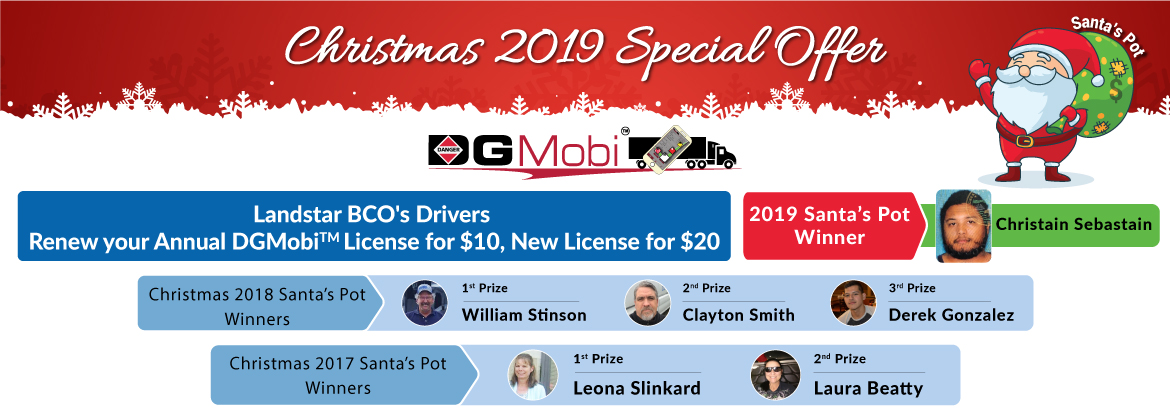 Christmas 2019 Special Offer
Santa's Pot
$
DANGER
DGMobi™
Landstar BCO's Drivers
Renew your Annual DGMobi™ License for $10, New License for $20
2019 Santa's Pot
Winner
Christain Sebastain
Christmas 2018 Santa's Pot
Winners
1st Prize
William Stinson
2nd Prize
Clayton Smith
3rd Prize
Derek Gonzalez
Christmas 2017 Santa's Pot
Winners
1st Prize
Leona Slinkard
2nd Prize
Laura Beatty